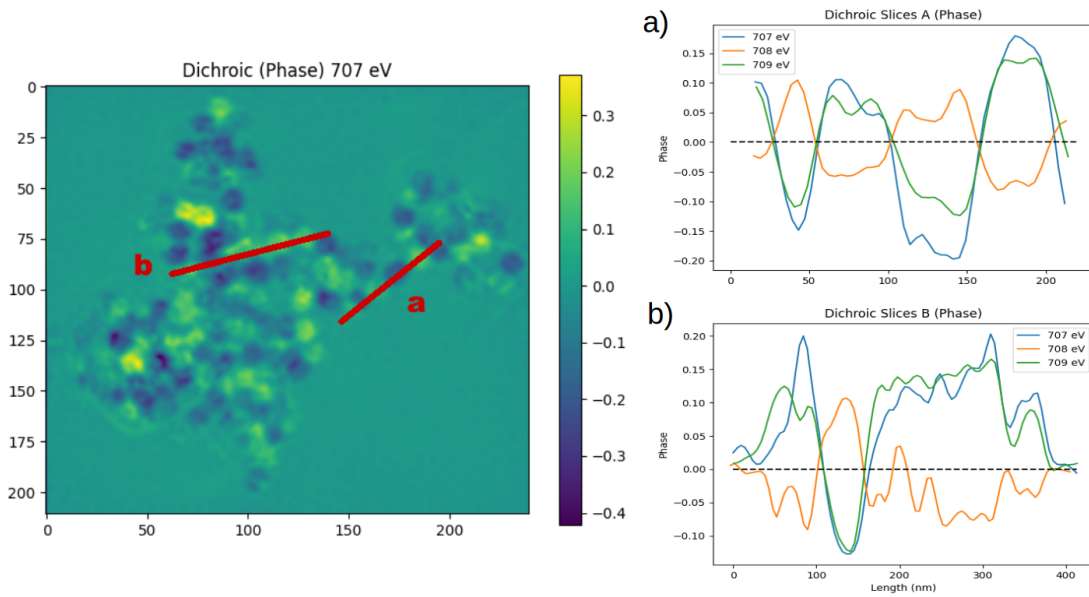 Dichroic (Phase) 707 eV
0
25
50
75
100
125
150
175
200
0
50
100
150
200
b
a
0.3
0.2
0.1
0.0
−0.1
−0.2
−0.3
−0.4
a)
Dichroic Slices A (Phase)
707 eV
708 eV
709 eV
Phase
0.15
0.10
0.05
0.00
−0.05
−0.10
−0.15
−0.20
0
50
100
150
200
b)
Dichroic Slices B (Phase)
707 eV
708 eV
709 eV
Phase
0.20
0.15
0.10
0.05
0.00
−0.05
−0.10
0
100
200
300
400
Length (nm)